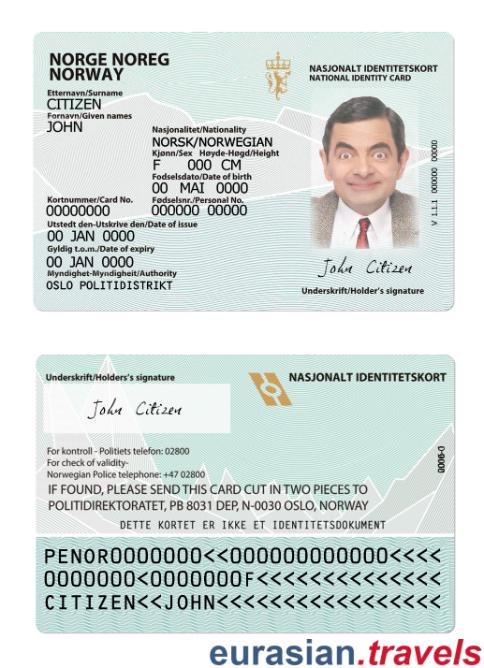 NORGE NOREG
NORWAY
NASJONALT IDENTITETSKORT
NATIONAL IDENTITY CARD
Etternavn/Surname
CITIZEN
Fornavn/Given names
JOHN
Nasjonalitet/Nationality
NORSK/NORWEGIAN
Kjønn/Sex Høyde-Høgd/Height
F 000 CM
Fodselsdato/Date of birth
00 MAI 0000
Kortnummer/Card No. Fødselsnr./Personal No.
00000000 000000 00000
Utstedt den-Utskrive den/Date of issue
00 JAN 0000
Gyldig t.o.m./Date of expiry
00 JAN 0000
Myndighet-Myndigheit/Authority
OSLO POLITIDISTRIKT
V 1.1.1 000000 00000
John Citizen
Underskrift/Holder's signature
Underskrift/Holders's signature
NASJONALT IDENTITETSKORT
John Citizen
For kontroll - Politiets telefon: 02800
For check of validity-
Norwegian Police telephone: +47 02800
0006-0
IF FOUND, PLEASE SEND THIS CARD CUT IN TWO PIECES TO
POLITIDIREKTORATET, PB 8031 DEP, N-0030 OSLO, NORWAY
DETTE KORTET ER IKKE ET IDENTITETSDOKUMENT
PENOR0000000<<000000000000<<<<
0000000<0000000F<<<<<<<<<<<<<<
CITIZEN<<JOHN<<<<<<<<<<<<<<<<<
eurasian.travels